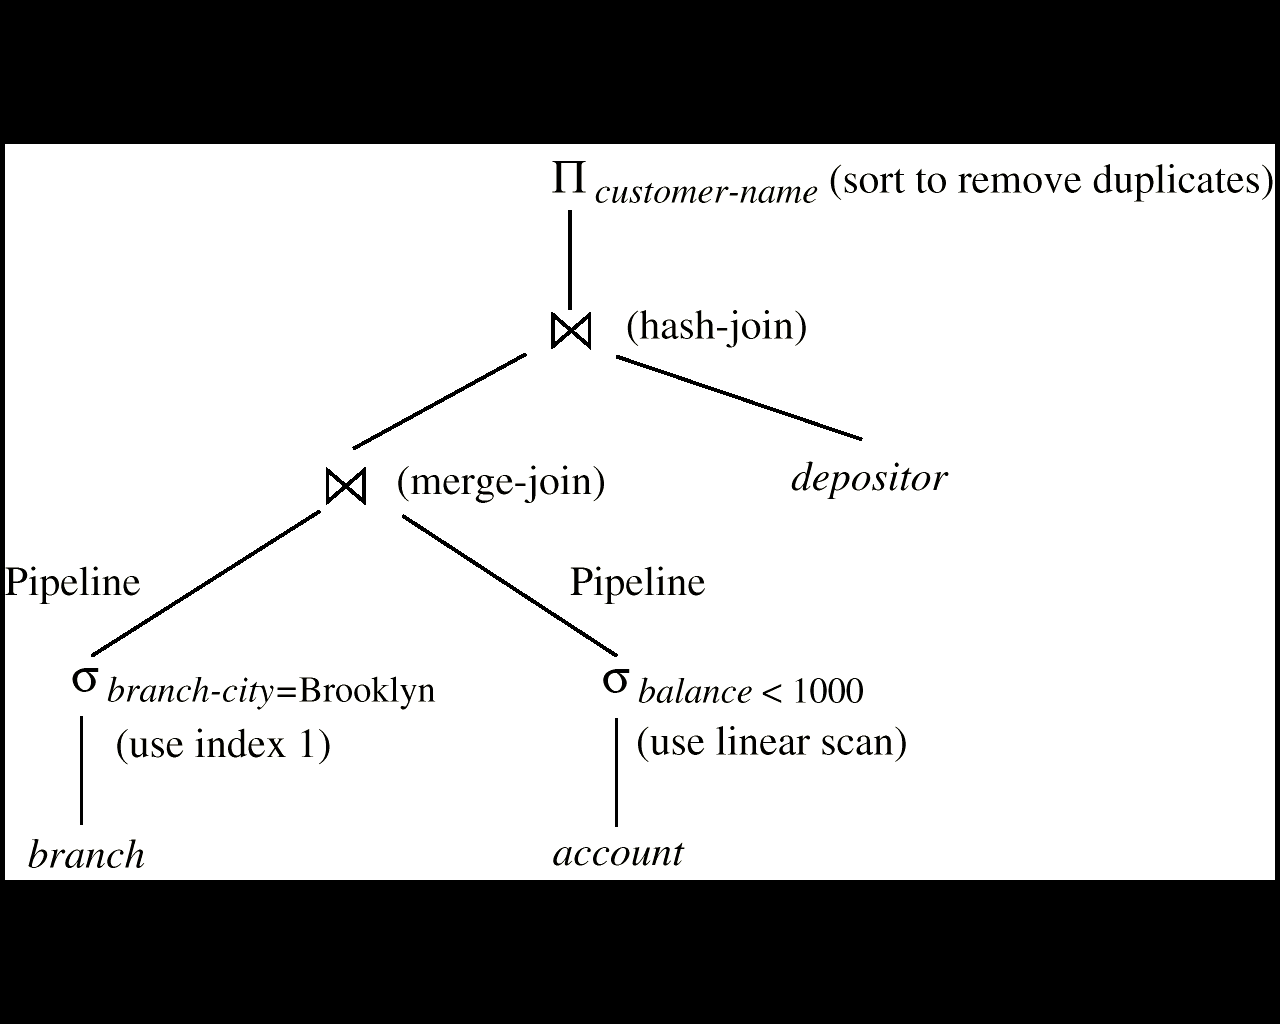 Π customer-name (sort to remove duplicates)
⋈ (hash-join)
⋈ (merge-join)
depositor
Pipeline
Pipeline
σ branch-city=Brooklyn
(use index 1)
σ balance < 1000
(use linear scan)
branch
account